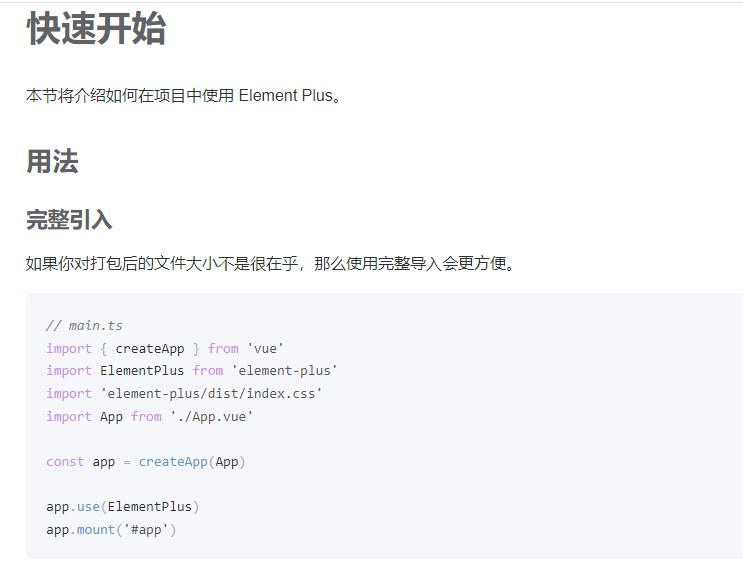 快速开始
本节将介绍如何在项目中使用 Element Plus。
用法
完整引入
如果你对打包后的文件大小不是很在乎，那么使用完整导入会更方便。
// main.ts
import { createApp } from 'vue'
import ElementPlus from 'element-plus'
import 'element-plus/dist/index.css'
import App from './App.vue'
const app = createApp(App)
app.use(ElementPlus)
app.mount('#app')